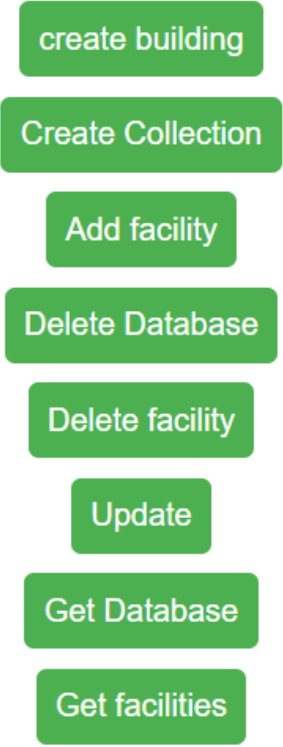 create building
Create Collection
Add facility
Delete Database
Delete facility
Update
Get Database
Get facilities